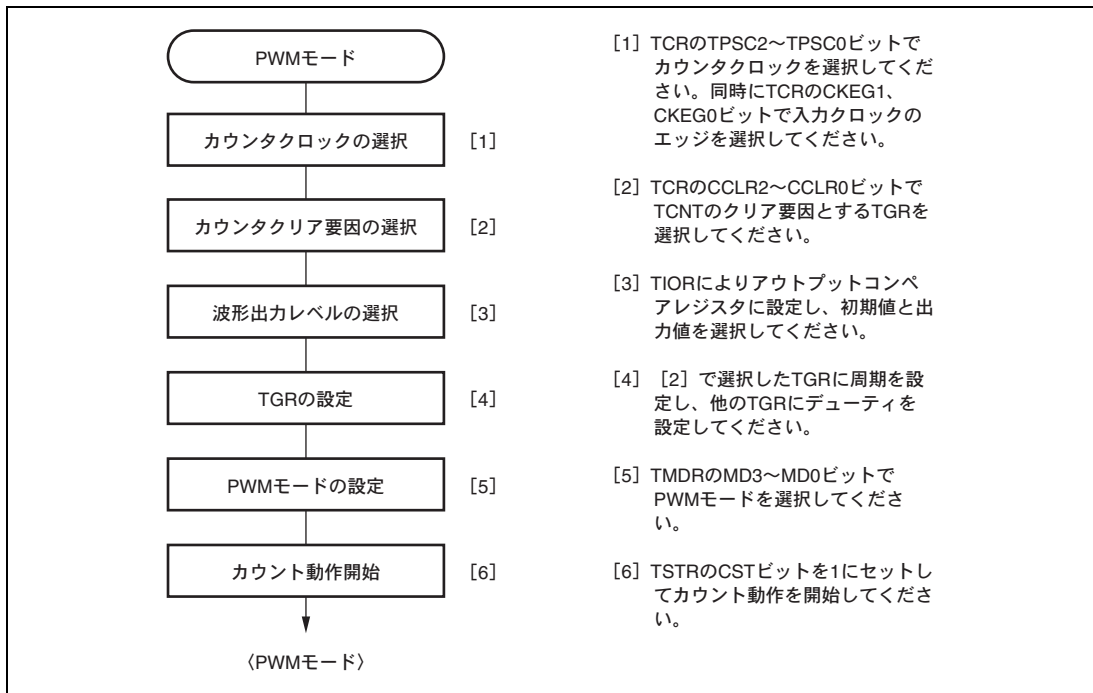 PWMモード
カウンタクロックの選択 [1]
カウンタクリア要因の選択 [2]
波形出力レベルの選択 [3]
TGRの設定 [4]
PWMモードの設定 [5]
カウント動作開始 [6]
〈PWMモード〉
[1] TCRのTPSC2～TPSC0ビットで
カウンタクロックを選択してくだ
さい。同時にTCRのCKEG1、
CKEG0ビットで入力クロックの
エッジを選択してください。
[2] TCRのCCLR2～CCLR0ビットで
TCNTのクリア要因とするTGRを
選択してください。
[3] TIORによりアウトプットコンペ
アレジスタに設定し、初期値と出
力値を選択してください。
[4] [2]で選択したTGRに周期を設
定し、他のTGRにデューティを
設定してください。
[5] TMDRのMD3～MD0ビットで
PWMモードを選択してくださ
い。
[6] TSTRのCSTビットを1にセットし
てカウント動作を開始してくださ
い。